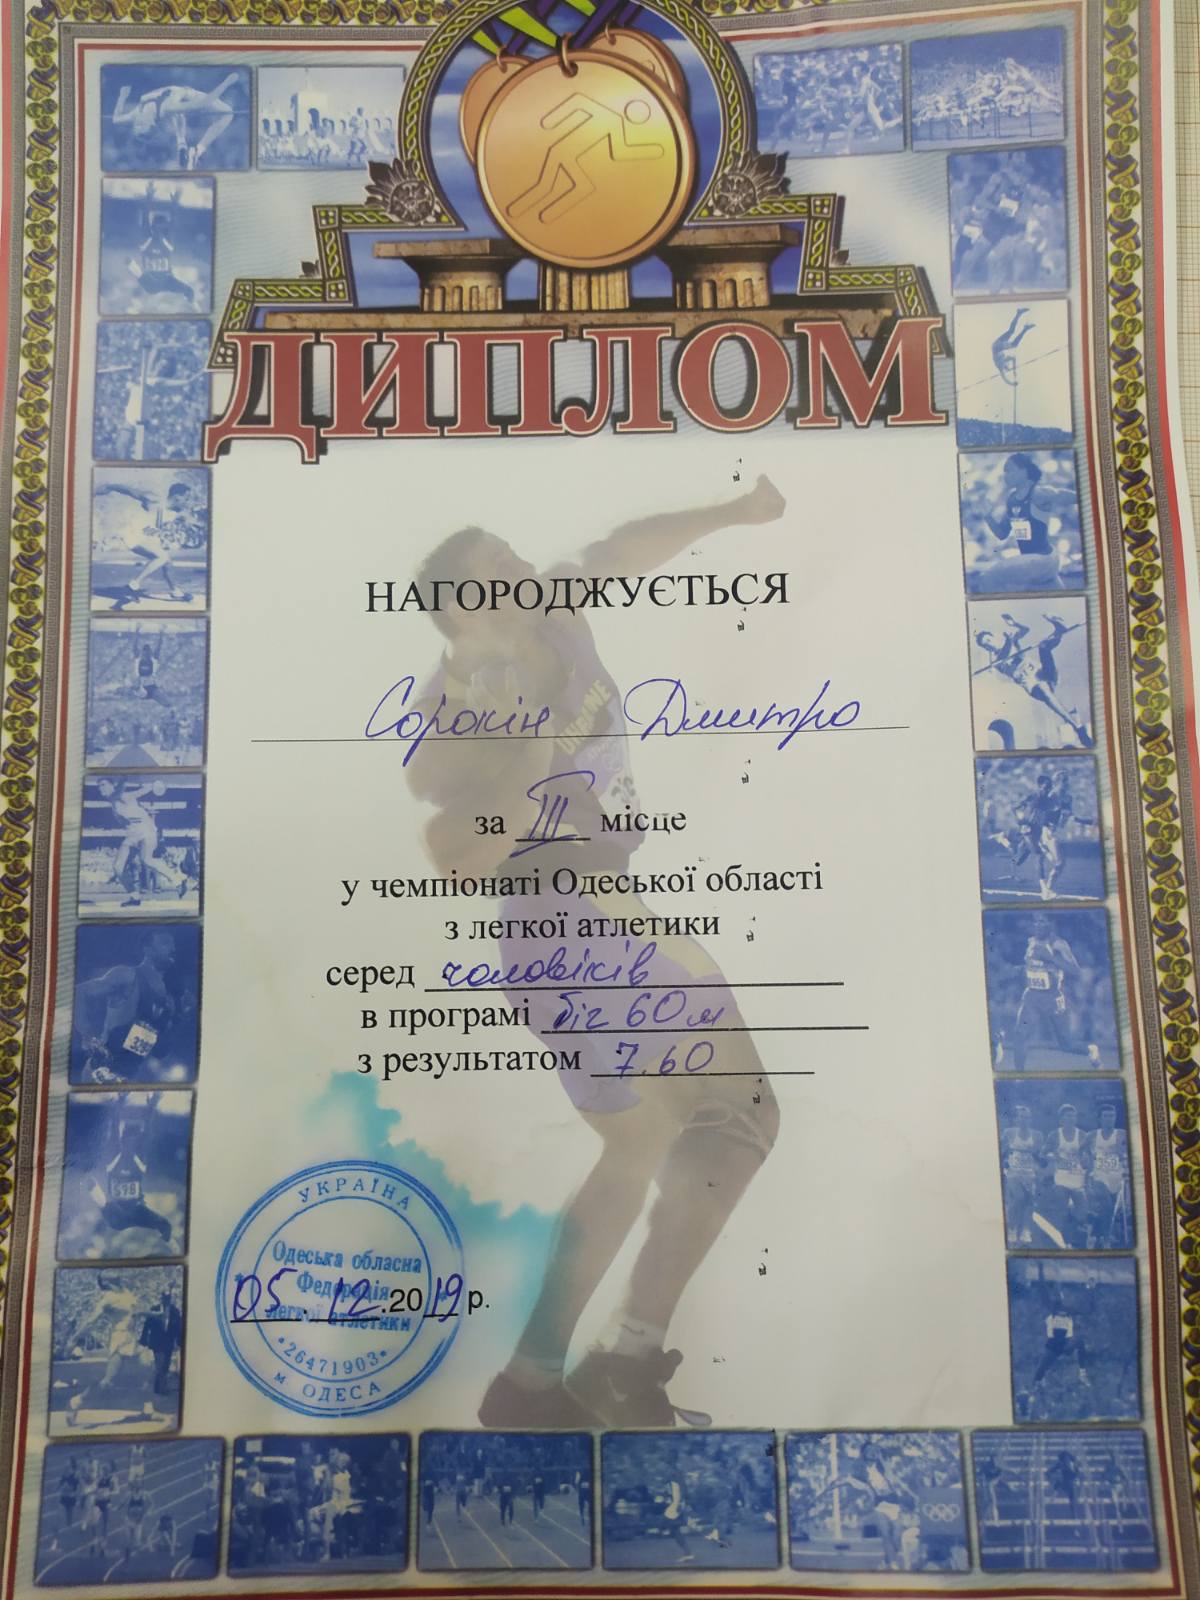 ДИПЛОМ
НАГОРОДЖУЄТЬСЯ
Сорокін Дмитро
за III місце
у чемпіонаті Одеської області
з легкої атлетики
серед чоловіків
в програмі біг 60 м
з результатом 7.60
УКРАЇНА
Одеська обласна
Федерація
легкої атлетики
05.12.2019 р.
*26471903*
м ОДЕСА